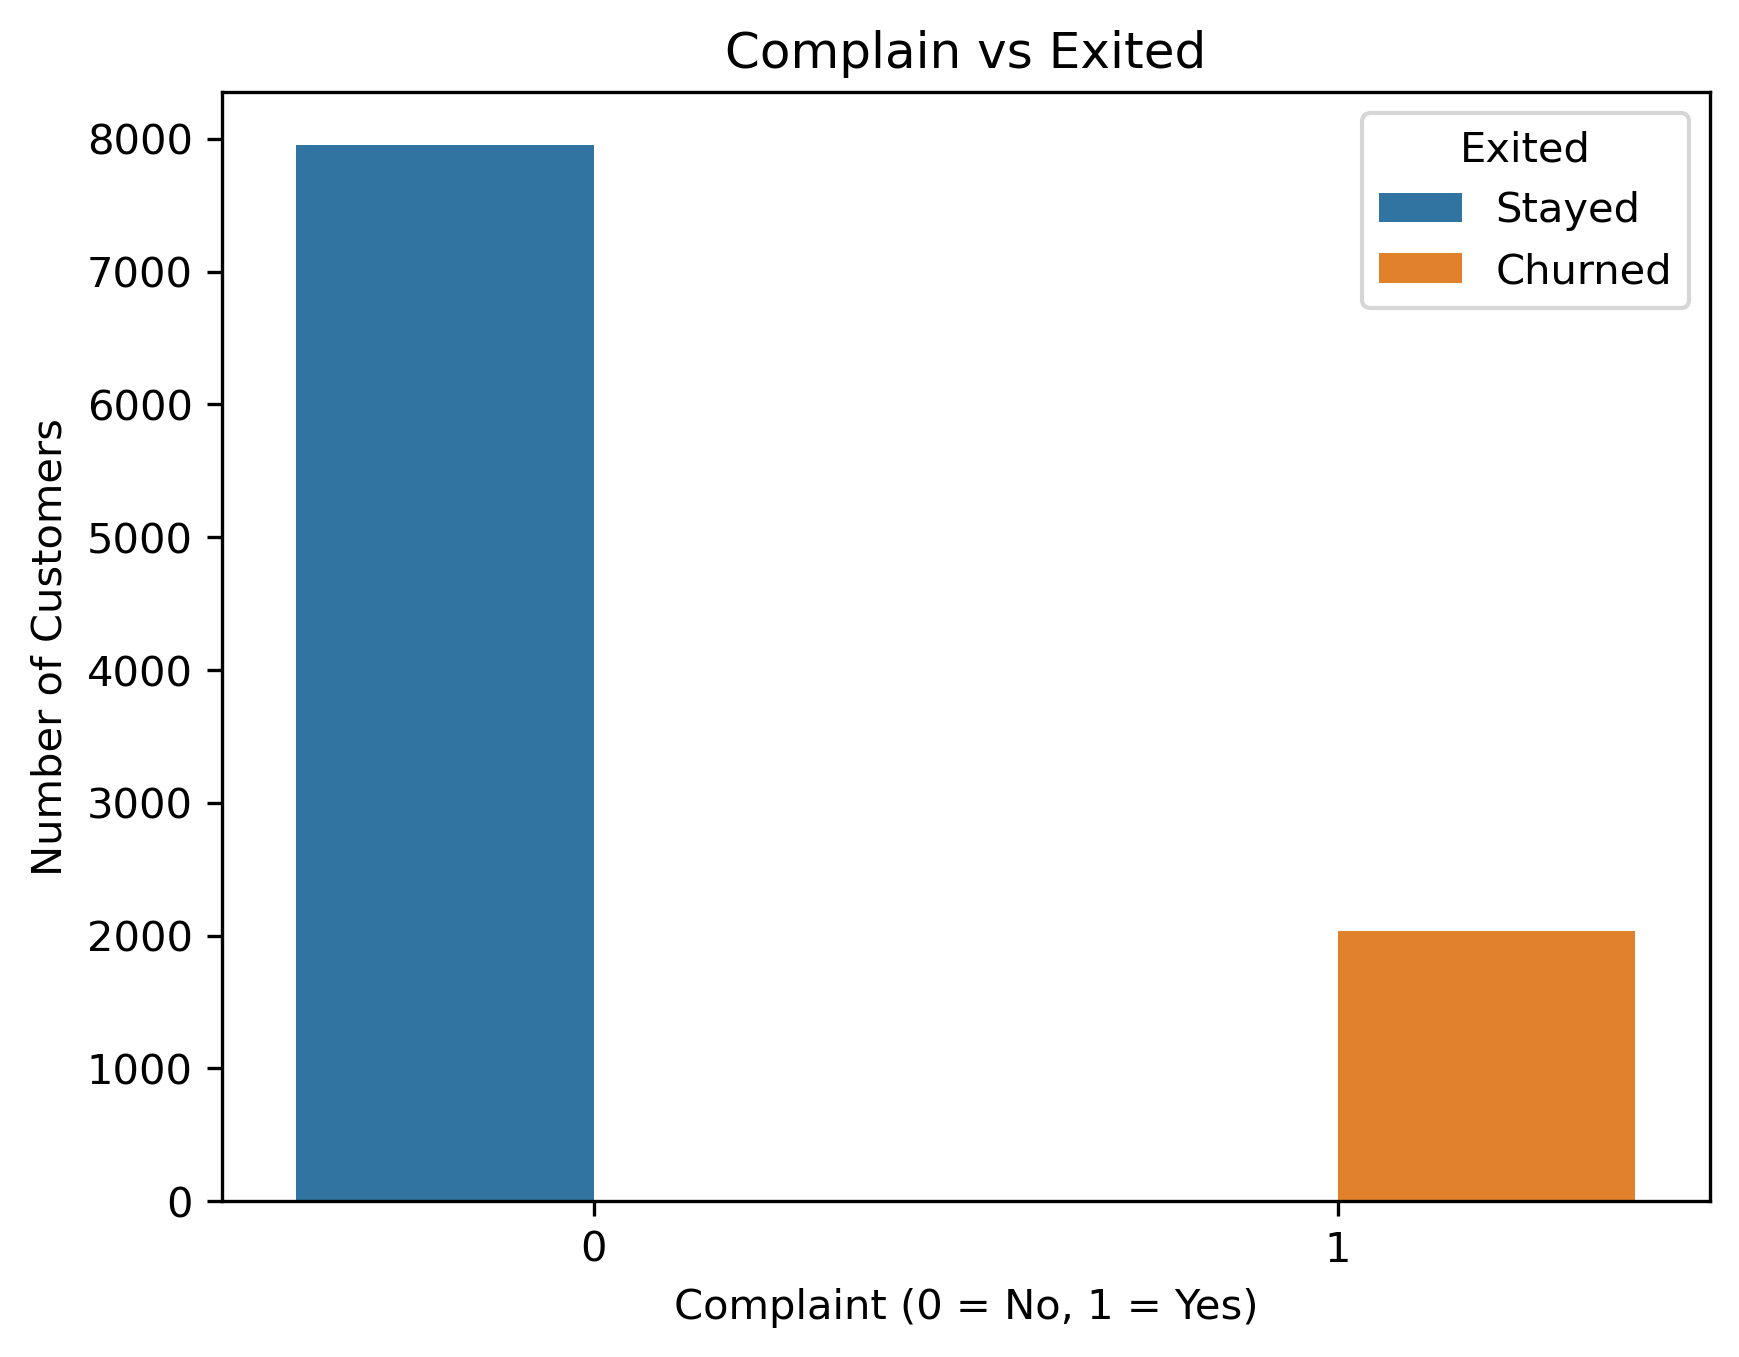 Complain vs Exited
Exited
Stayed
Churned
8000
7000
6000
5000
4000
3000
2000
1000
0
Number of Customers
0
1
Complaint (0 = No, 1 = Yes)